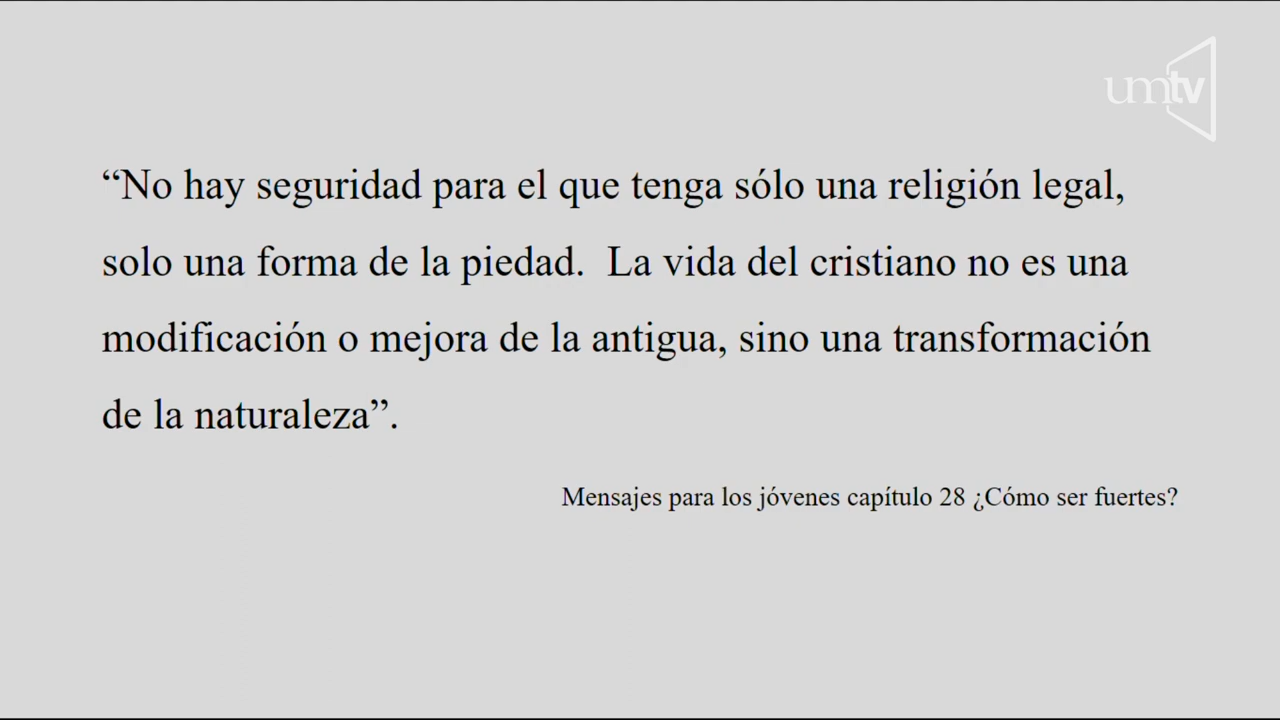 umtv
“No hay seguridad para el que tenga sólo una religión legal,
solo una forma de la piedad.  La vida del cristiano no es una
modificación o mejora de la antigua, sino una transformación
de la naturaleza”.
Mensajes para los jóvenes capítulo 28 ¿Cómo ser fuertes?